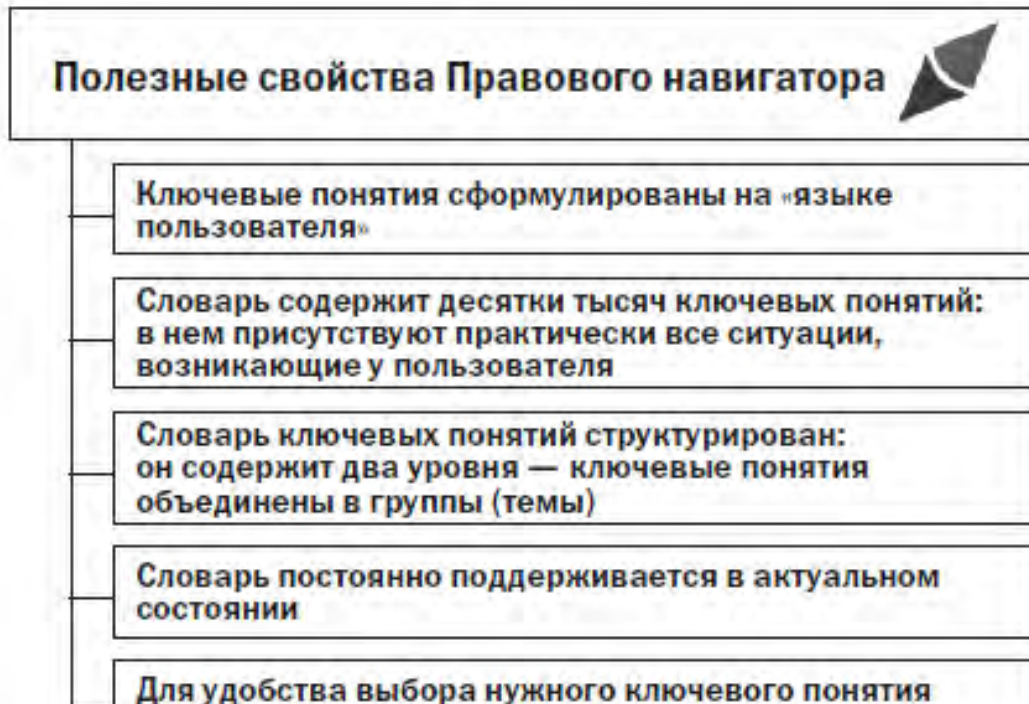 Полезные свойства Правового навигатора
Ключевые понятия сформулированы на «языке
пользователя»
Словарь содержит десятки тысяч ключевых понятий:
в нем присутствуют практически все ситуации,
возникающие у пользователя
Словарь ключевых понятий структурирован:
он содержит два уровня — ключевые понятия
объединены в группы (темы)
Словарь постоянно поддерживается в актуальном
состоянии
Для удобства выбора нужного ключевого понятия